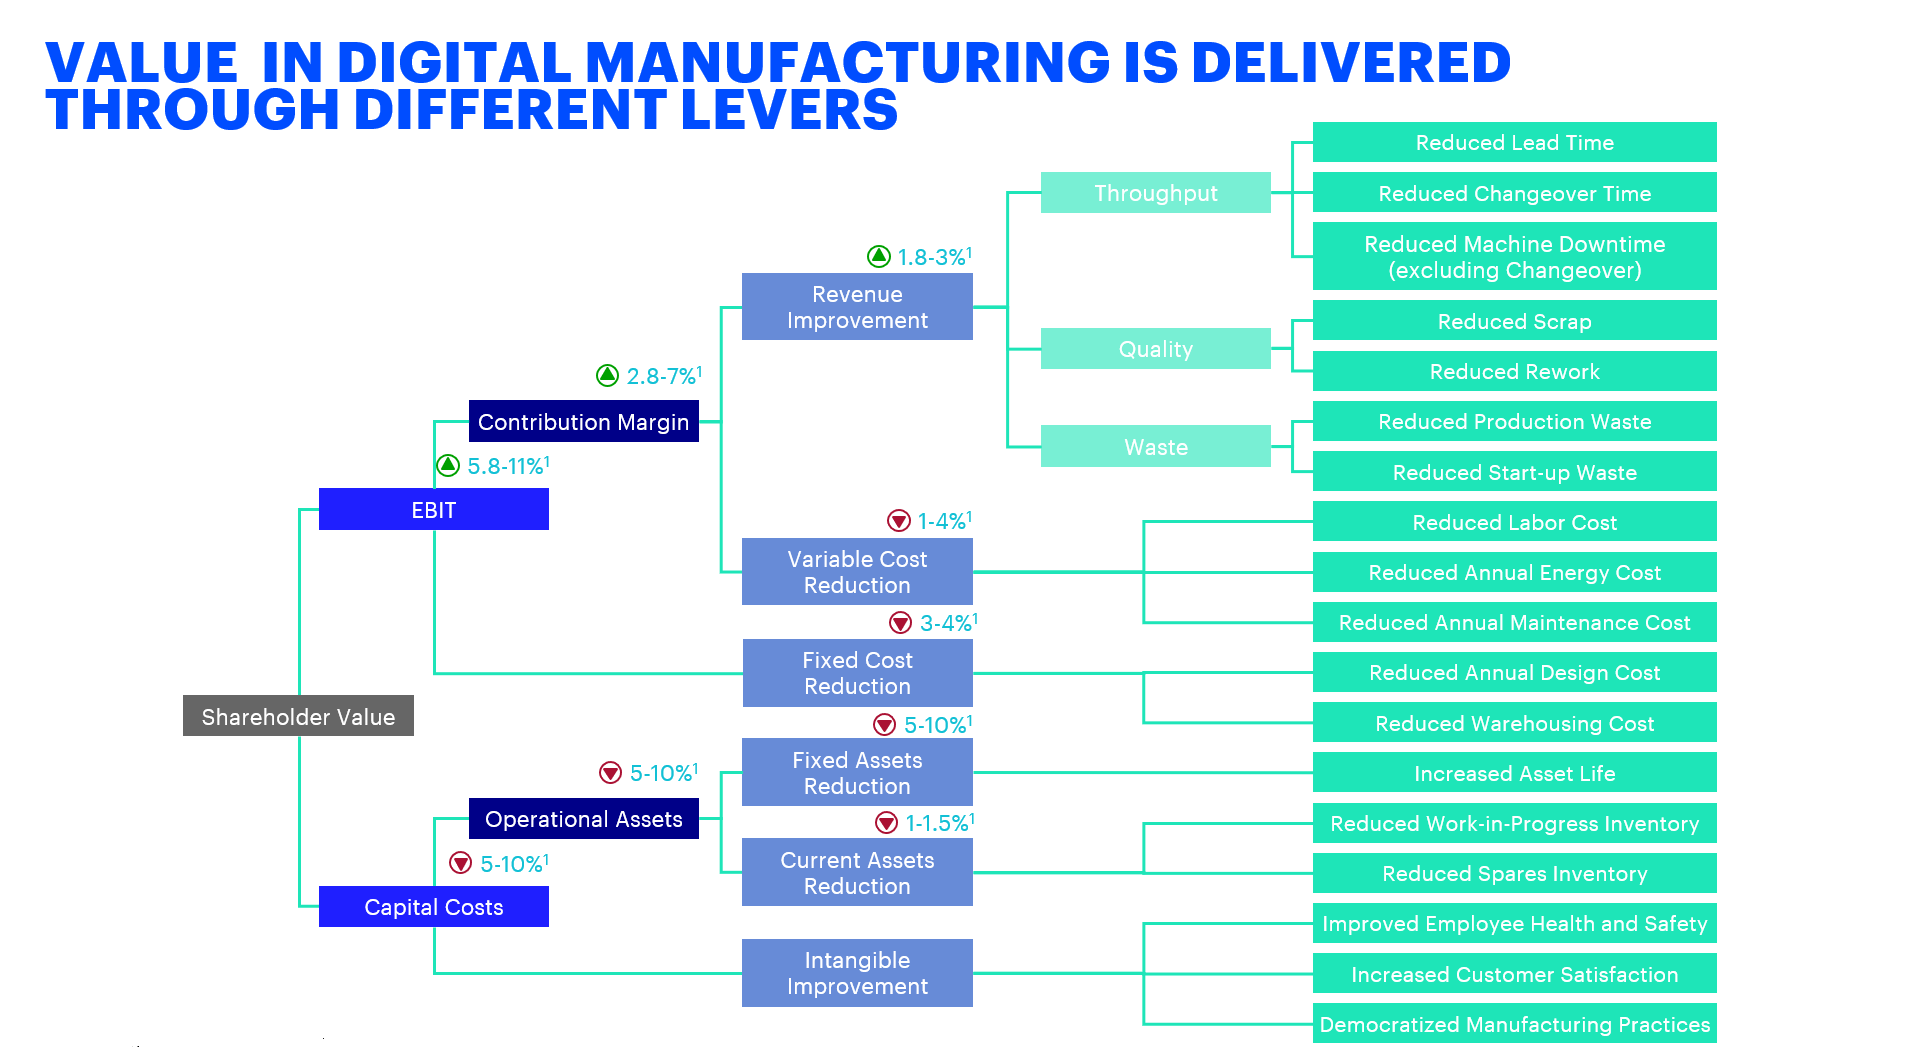 VALUE  IN DIGITAL MANUFACTURING IS DELIVERED
THROUGH DIFFERENT LEVERS
Shareholder Value
5.8-11%¹
EBIT
2.8-7%¹
Contribution Margin
1.8-3%¹
Revenue
Improvement
Throughput
Reduced Lead Time
Reduced Changeover Time
Reduced Machine Downtime
(excluding Changeover)
Quality
Reduced Scrap
Reduced Rework
Waste
Reduced Production Waste
Reduced Start-up Waste
1-4%¹
Variable Cost
Reduction
Reduced Labor Cost
Reduced Annual Energy Cost
Reduced Annual Maintenance Cost
3-4%¹
Fixed Cost
Reduction
Reduced Annual Design Cost
Reduced Warehousing Cost
5-10%¹
Capital Costs
5-10%¹
Operational Assets
5-10%¹
Fixed Assets
Reduction
Increased Asset Life
1-1.5%¹
Current Assets
Reduction
Reduced Work-in-Progress Inventory
Reduced Spares Inventory
Intangible
Improvement
Improved Employee Health and Safety
Increased Customer Satisfaction
Democratized Manufacturing Practices